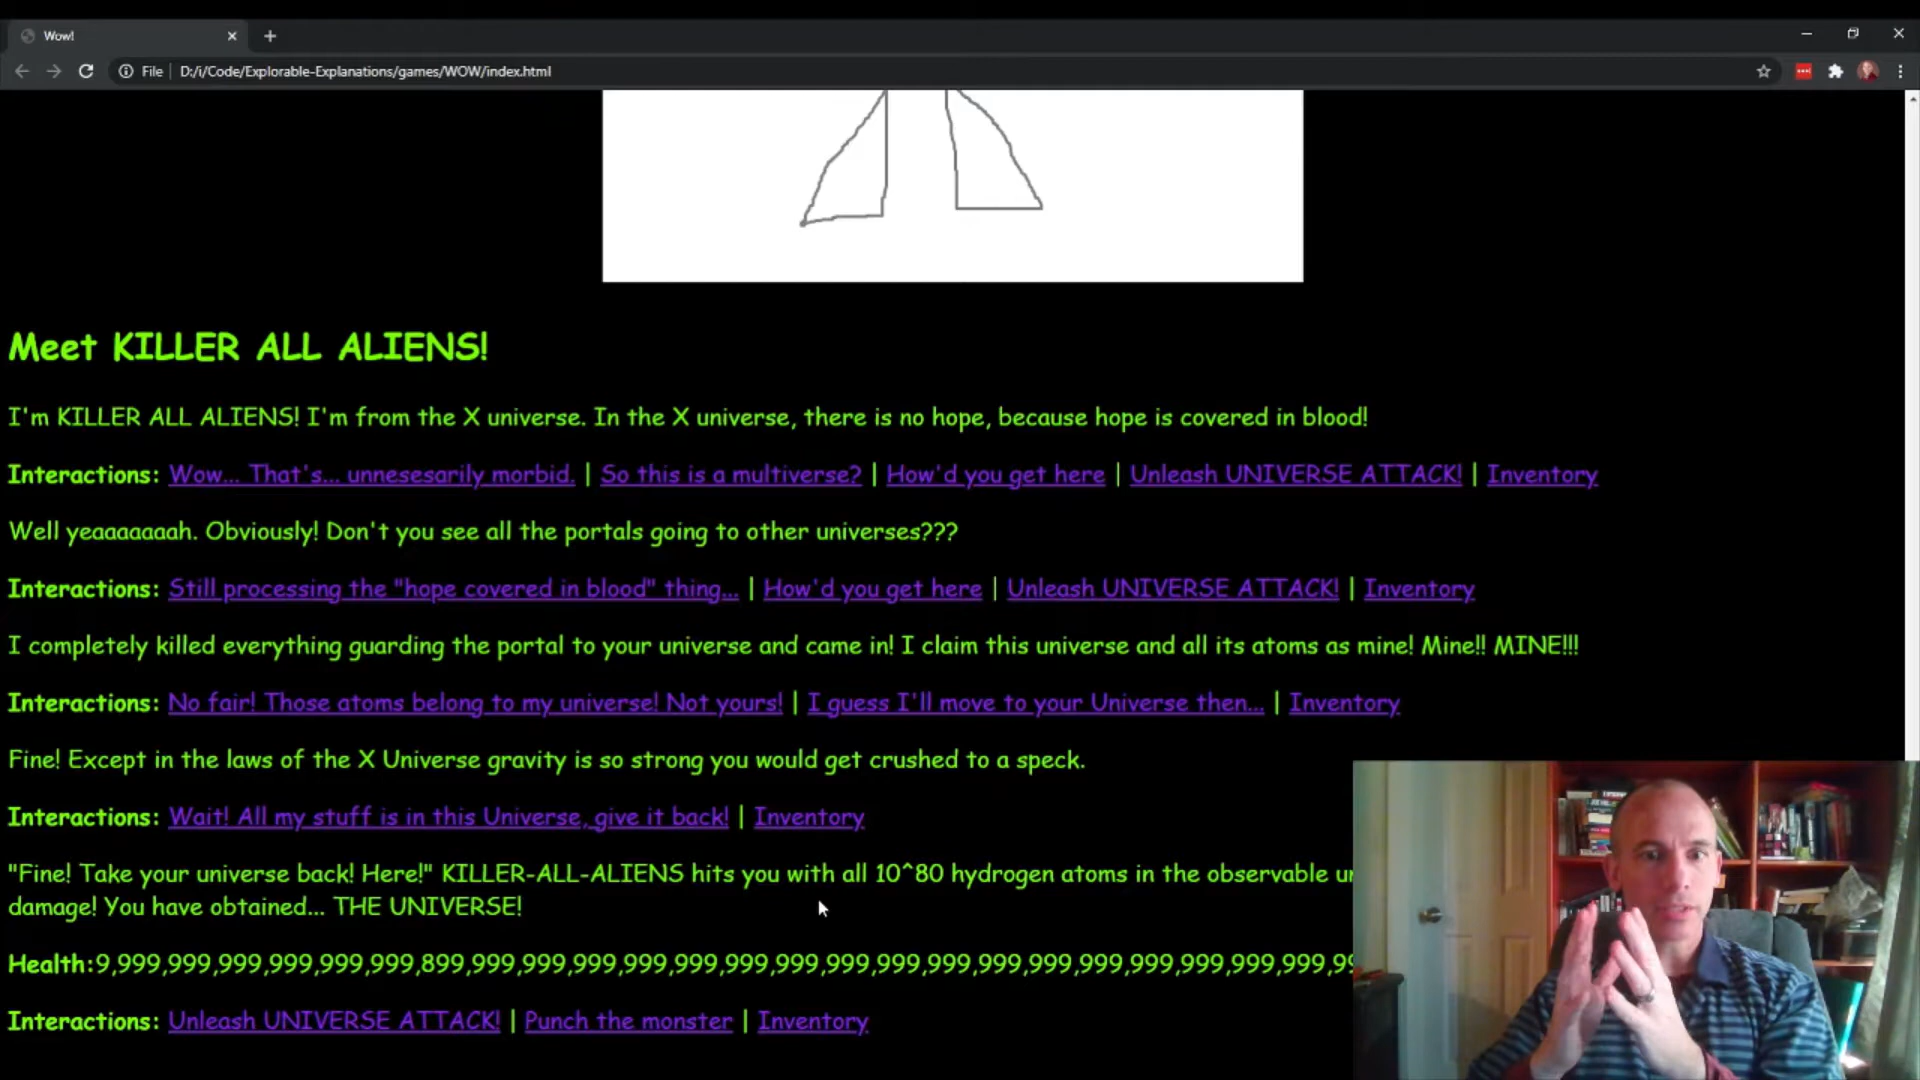 Wow!
File D:/i/Code/Explorable-Explanations/games/WOW/index.html
Meet KILLER ALL ALIENS!
I'm KILLER ALL ALIENS! I'm from the X universe. In the X universe, there is no hope, because hope is covered in blood!
Interactions: Wow... That's... unnesesarily morbid. | So this is a multiverse? | How'd you get here | Unleash UNIVERSE ATTACK! | Inventory
Well yeaaaaaaah. Obviously! Don't you see all the portals going to other universes???
Interactions: Still processing the "hope covered in blood" thing... | How'd you get here | Unleash UNIVERSE ATTACK! | Inventory
I completely killed everything guarding the portal to your universe and came in! I claim this universe and all its atoms as mine! Mine!! MINE!!!
Interactions: No fair! Those atoms belong to my universe! Not yours! | I guess I'll move to your Universe then... | Inventory
Fine! Except in the laws of the X Universe gravity is so strong you would get crushed to a speck.
Interactions: Wait! All my stuff is in this Universe, give it back! | Inventory
"Fine! Take your universe back! Here!" KILLER-ALL-ALIENS hits you with all 10^80 hydrogen atoms in the observable
damage! You have obtained... THE UNIVERSE!
Health:9,999,999,999,999,999,999,899,999,999,999,999,999,999,999,999,999,999,999,999,999,999,999,999,999,999,9
Interactions: Unleash UNIVERSE ATTACK! | Punch the monster | Inventory